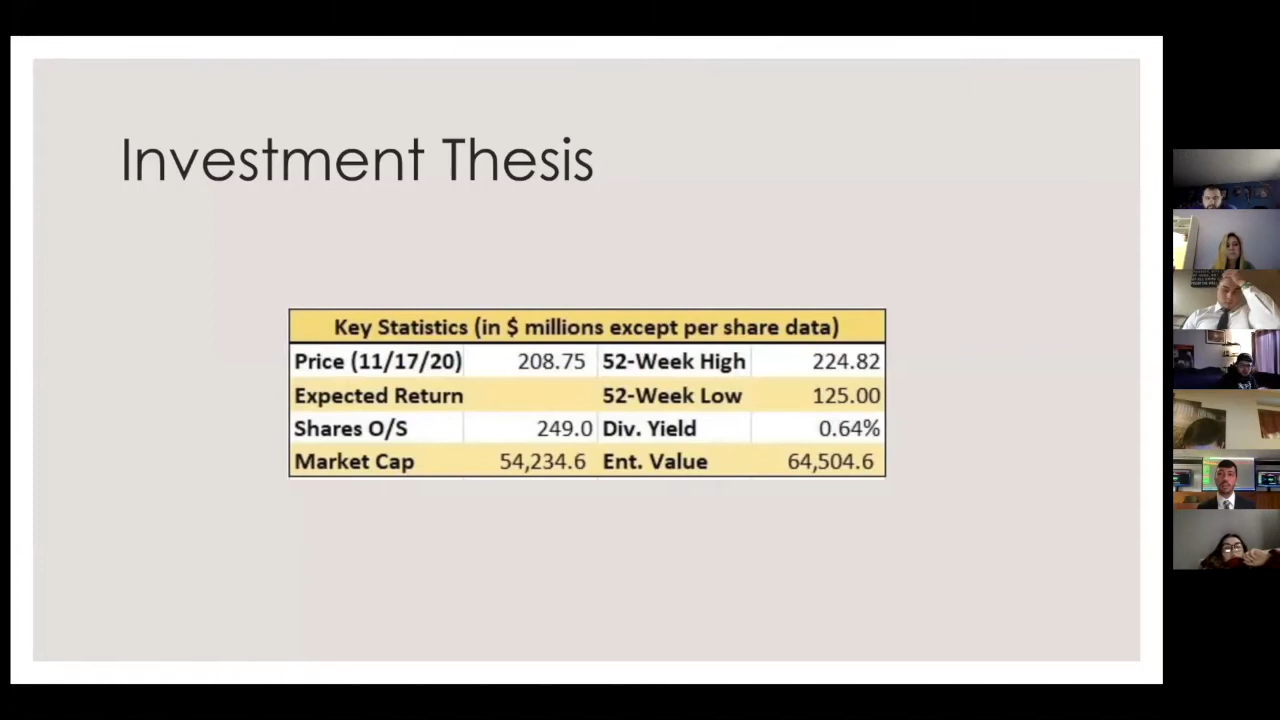 Investment Thesis
Key Statistics (in $ millions except per share data)
Price (11/17/20) 208.75 52-Week High 224.82
Expected Return 52-Week Low 125.00
Shares O/S 249.0 Div. Yield 0.64%
Market Cap 54,234.6 Ent. Value 64,504.6